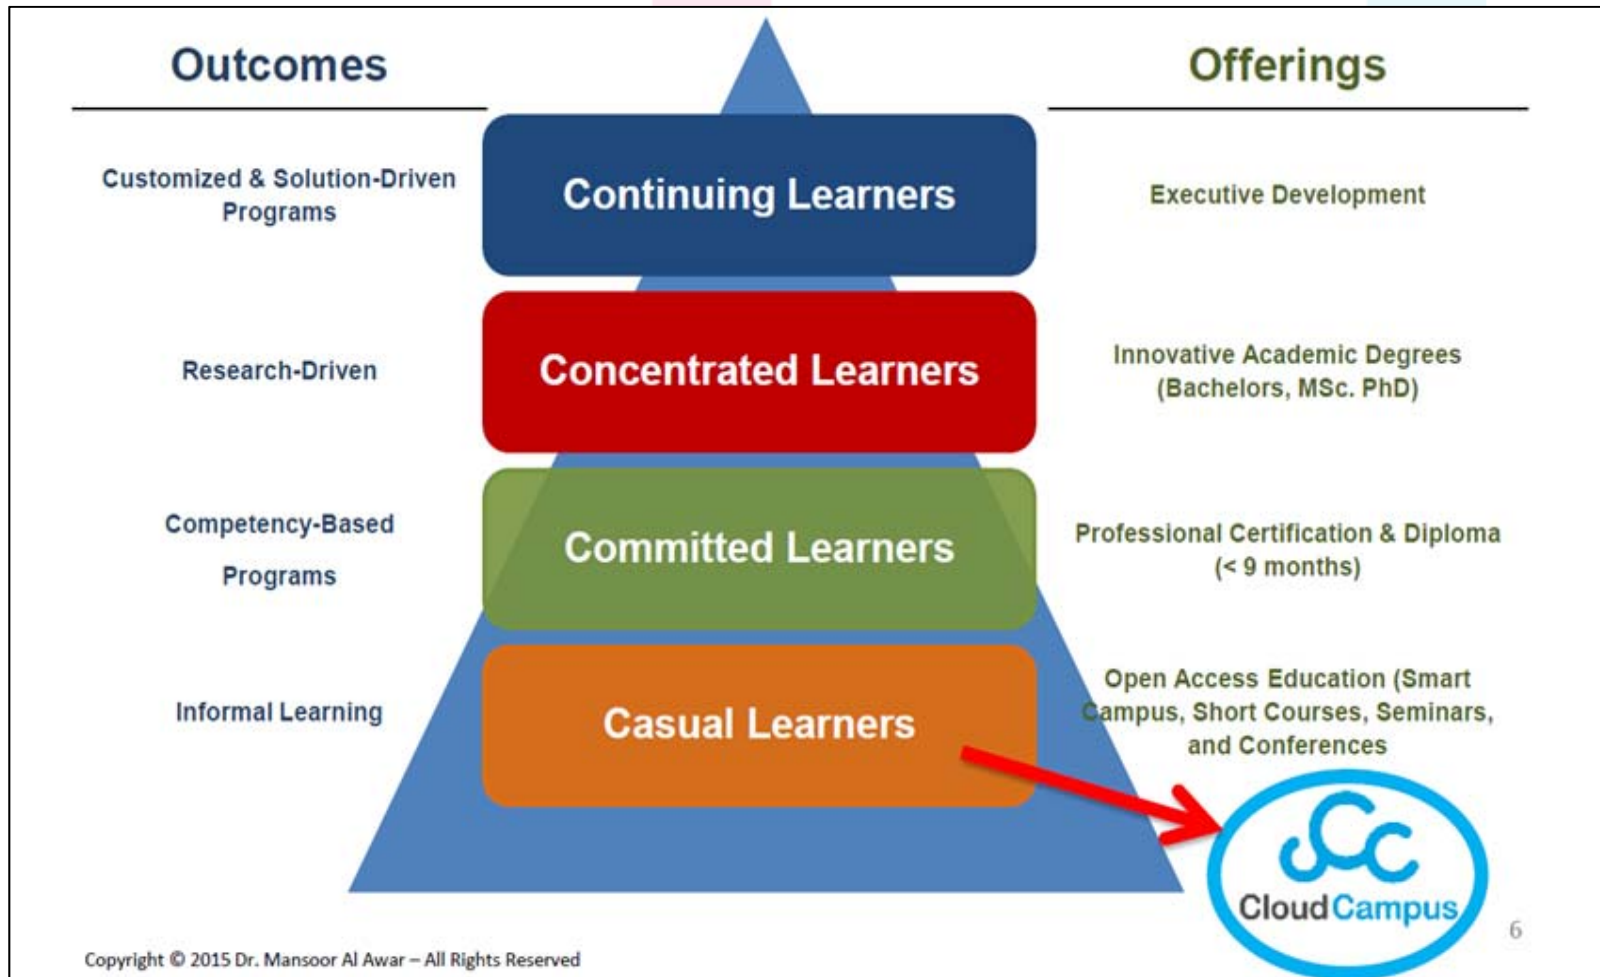 Outcomes
Offerings
Customized & Solution-Driven
Programs
Continuing Learners
Executive Development
Research-Driven
Concentrated Learners
Innovative Academic Degrees
(Bachelors, MSc. PhD)
Competency-Based
Programs
Committed Learners
Professional Certification & Diploma
(< 9 months)
Informal Learning
Casual Learners
Open Access Education (Smart
Campus, Short Courses, Seminars,
and Conferences
CloudCampus
6
Copyright © 2015 Dr. Mansoor Al Awar – All Rights Reserved